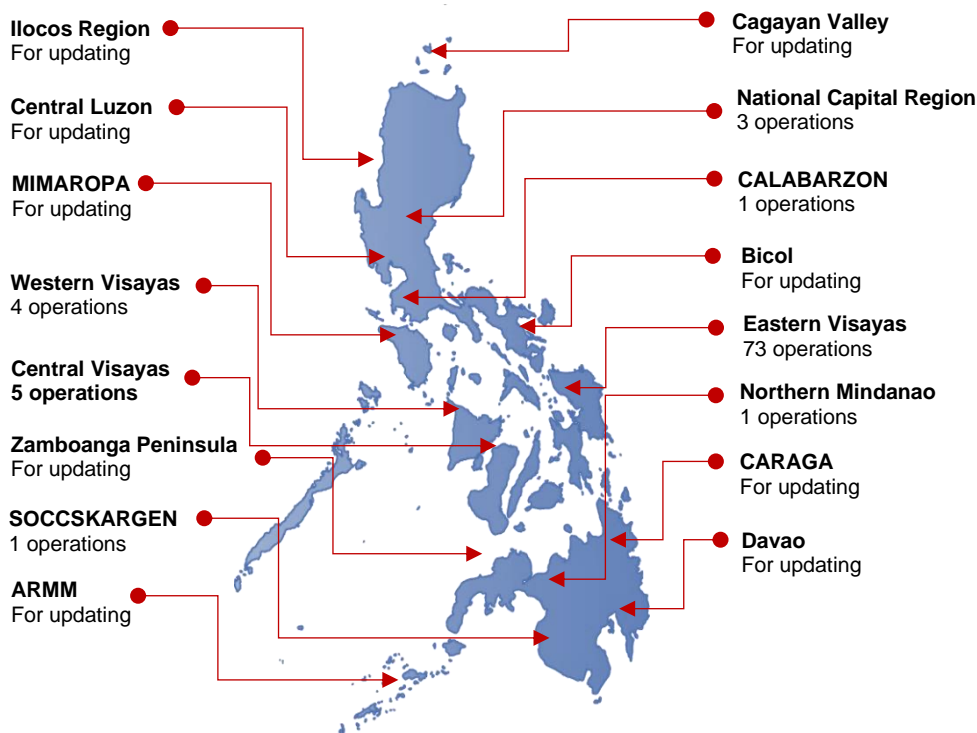 Ilocos Region
For updating
Central Luzon
For updating
MIMAROPA
For updating
Western Visayas
4 operations
Central Visayas
5 operations
Zamboanga Peninsula
For updating
SOCCSKARGEN
1 operations
ARMM
For updating
Cagayan Valley
For updating
National Capital Region
3 operations
CALABARZON
1 operations
Bicol
For updating
Eastern Visayas
73 operations
Northern Mindanao
1 operations
CARAGA
For updating
Davao
For updating